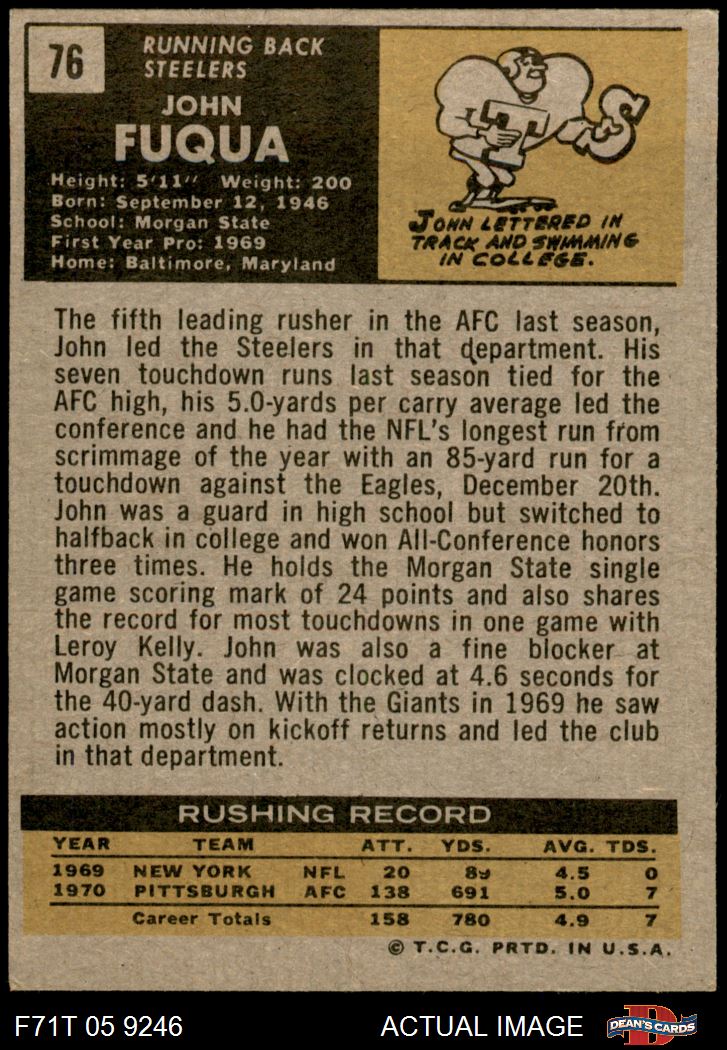 76
RUNNING BACK
STEELERS
JOHN
FUQUA
Height: 5'11" Weight: 200
Born: September 12, 1946
School: Morgan State
First Year Pro: 1969
Home: Baltimore, Maryland
T S
JOHN LETTERED IN
TRACK AND SWIMMING
IN COLLEGE.
The fifth leading rusher in the AFC last season,
John led the Steelers in that department. His
seven touchdown runs last season tied for the
AFC high, his 5.0-yards per carry average led the
conference and he had the NFL's longest run from
scrimmage of the year with an 85-yard run for a
touchdown against the Eagles, December 20th.
John was a guard in high school but switched to
halfback in college and won All-Conference honors
three times. He holds the Morgan State single
game scoring mark of 24 points and also shares
the record for most touchdowns in one game with
Leroy Kelly. John was also a fine blocker at
Morgan State and was clocked at 4.6 seconds for
the 40-yard dash. With the Giants in 1969 he saw
action mostly on kickoff returns and led the club
in that department.
RUSHING RECORD
YEAR TEAM ATT. YDS. AVG. TDS.
1969 NEW YORK NFL 20 89 4.5 0
1970 PITTSBURGH AFC 138 691 5.0 7
Career Totals 158 780 4.9 7
© T.C.G. PRTD. IN U.S.A.
F71T 05 9246 ACTUAL IMAGE D DEAN'S CARDS